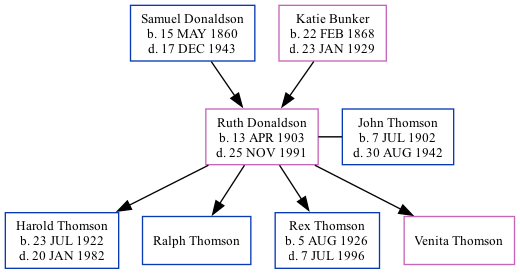 Samuel Donaldson
b. 15 MAY 1860
d. 17 DEC 1943
Katie Bunker
b. 22 FEB 1868
d. 23 JAN 1929
Ruth Donaldson
b. 13 APR 1903
d. 25 NOV 1991
John Thomson
b. 7 JUL 1902
d. 30 AUG 1942
Harold Thomson
b. 23 JUL 1922
d. 20 JAN 1982
Ralph Thomson
Rex Thomson
b. 5 AUG 1926
d. 7 JUL 1996
Venita Thomson